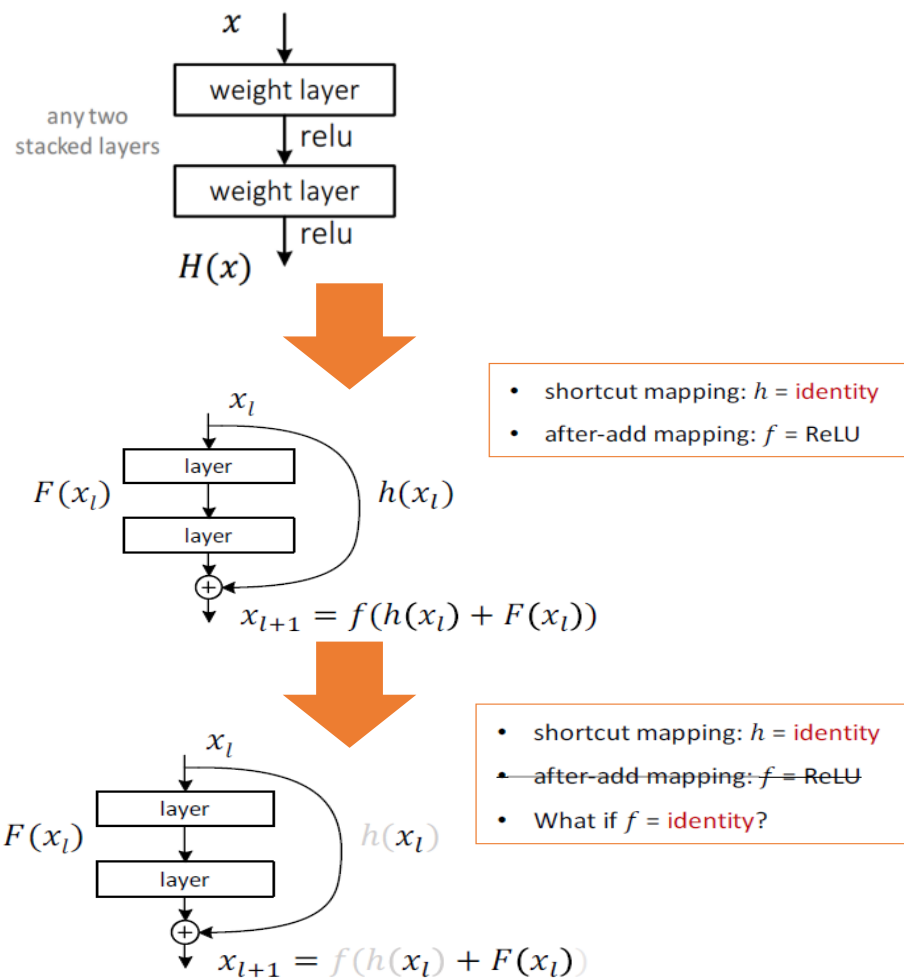 x
weight layer
any two
stacked layers
relu
weight layer
relu
H(x)
• shortcut mapping: h = identity
• after-add mapping: f = ReLU
x_l
layer
F(x_l)
h(x_l)
layer
+
x_{l+1} = f(h(x_l) + F(x_l))
• shortcut mapping: h = identity
• after-add mapping: f = ReLU
• What if f = identity?
x_l
layer
F(x_l)
h(x_l)
layer
+
x_{l+1} = f(h(x_l) + F(x_l))